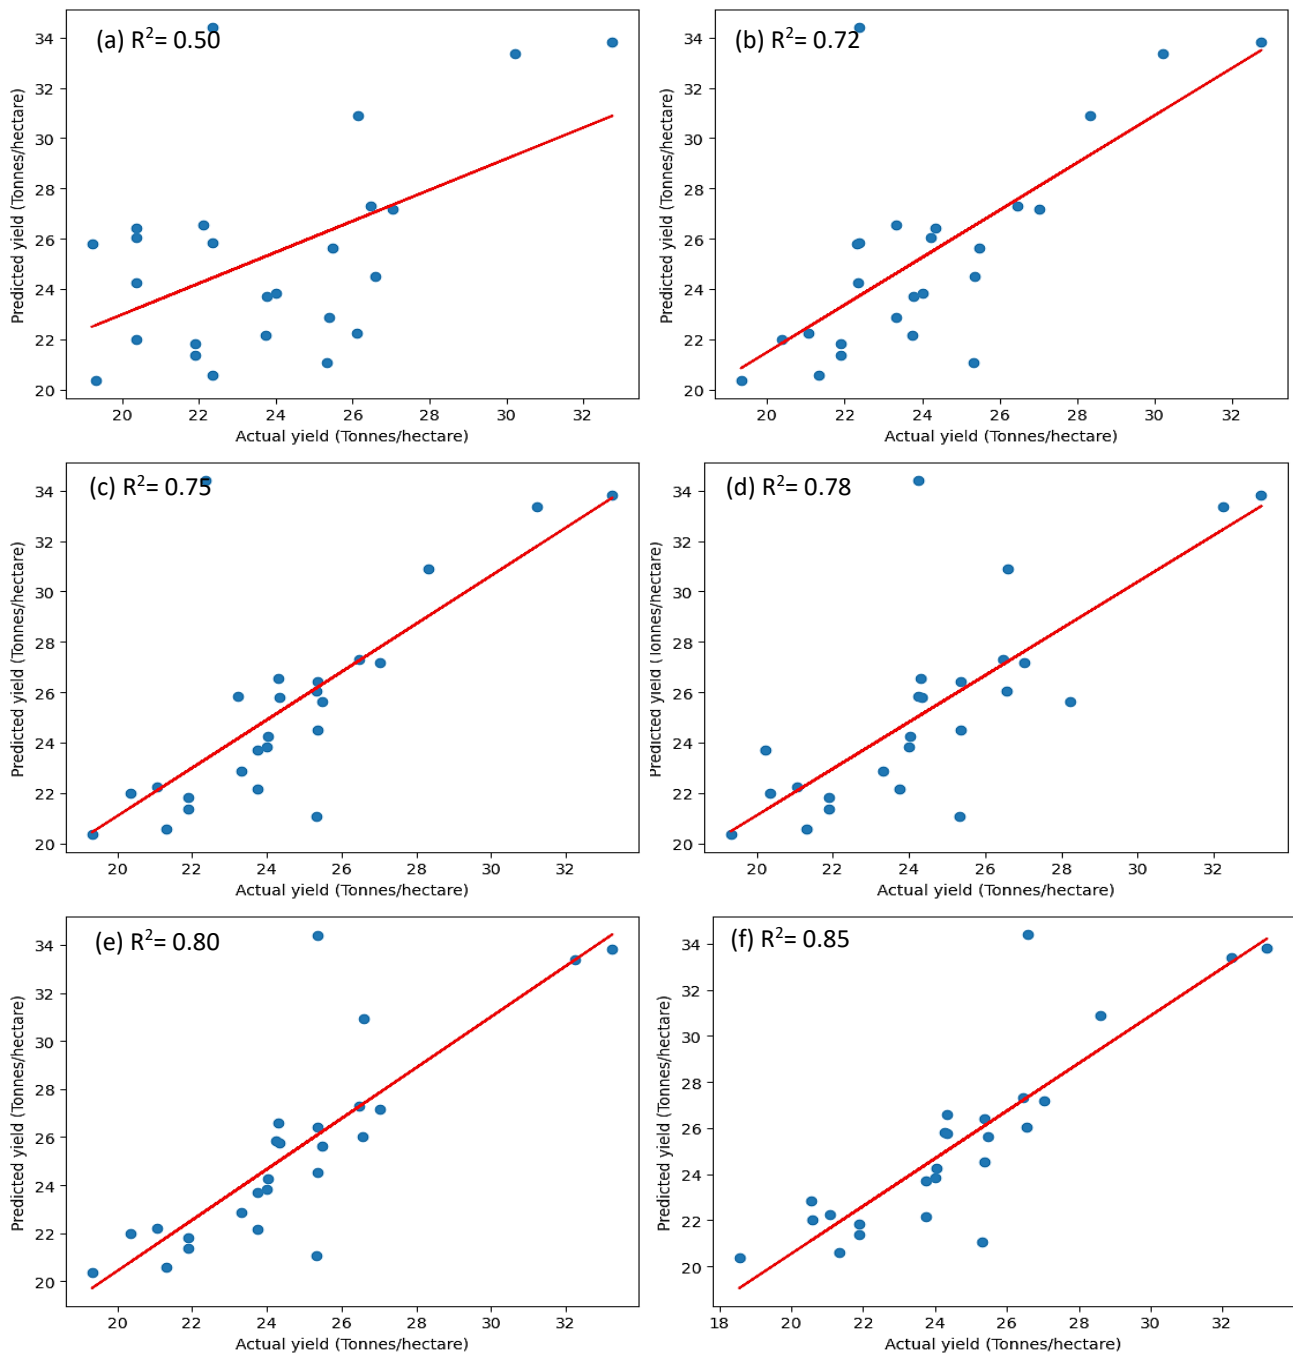 (a) R²= 0.50
34
32
30
28
26
24
22
20
Predicted yield (Tonnes/hectare)
20 22 24 26 28 30 32
Actual yield (Tonnes/hectare)
(b) R²= 0.72
34
32
30
28
26
24
22
20
Predicted yield (Tonnes/hectare)
20 22 24 26 28 30 32
Actual yield (Tonnes/hectare)
(c) R²= 0.75
34
32
30
28
26
24
22
20
Predicted yield (Tonnes/hectare)
20 22 24 26 28 30 32
Actual yield (Tonnes/hectare)
(d) R²= 0.78
34
32
30
28
26
24
22
20
Predicted yield (Tonnes/hectare)
20 22 24 26 28 30 32
Actual yield (Tonnes/hectare)
(e) R²= 0.80
34
32
30
28
26
24
22
20
Predicted yield (Tonnes/hectare)
20 22 24 26 28 30 32
Actual yield (Tonnes/hectare)
(f) R²= 0.85
34
32
30
28
26
24
22
20
Predicted yield (Tonnes/hectare)
18 20 22 24 26 28 30 32
Actual yield (Tonnes/hectare)